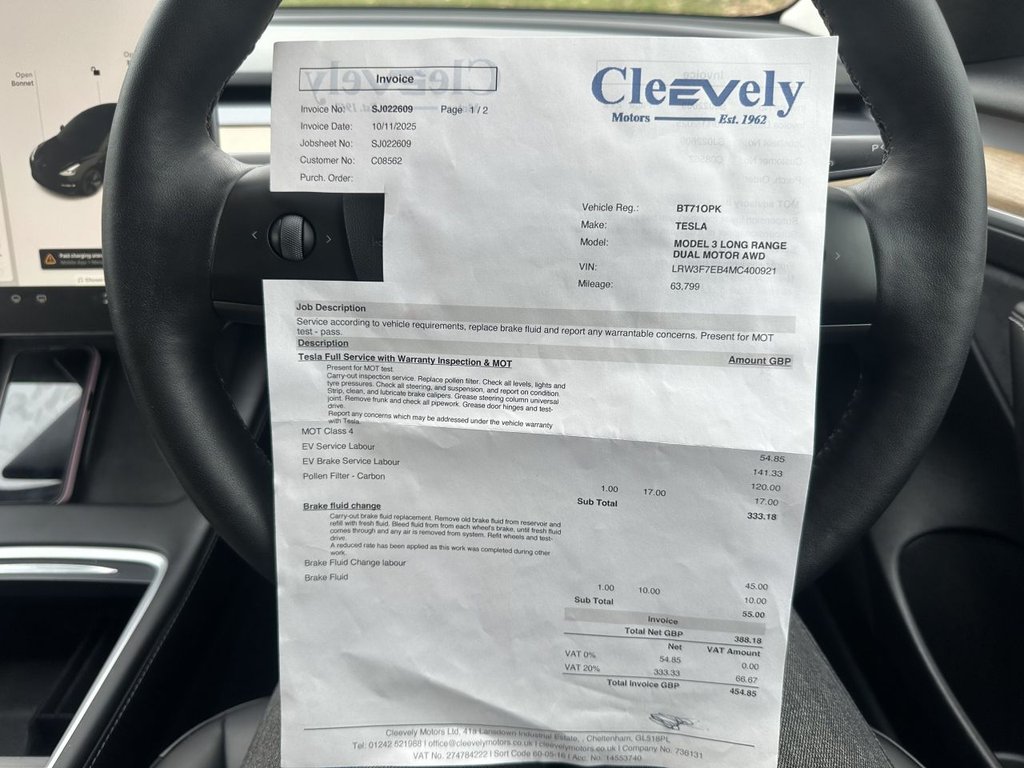 Open
Bonnet
Invoice
Invoice No: SJ022609 Page 1 / 2
Invoice Date: 10/11/2025
Jobsheet No: SJ022609
Customer No: C08562
Purch. Order:
Cleevely
Motors Est. 1962
Vehicle Reg.: BT71OPK
Make: TESLA
Model: MODEL 3 LONG RANGE
DUAL MOTOR AWD
VIN: LRW3F7EB4MC400921
Mileage: 63,799
Job Description
Service according to vehicle requirements, replace brake fluid and report any warrantable concerns. Present for MOT
test - pass.
Description Amount GBP
Tesla Full Service with Warranty Inspection & MOT
Present for MOT test
Carry-out inspection service. Replace pollen filter. Check all levels, lights and
tyre pressures. Check all steering, and suspension, and report on condition.
Strip, clean, and lubricate brake calipers. Grease steering column universal
joint. Remove frunk and check all pipework. Grease door hinges and test-
drive.
Report any concerns which may be addressed under the vehicle warranty
with Tesla.
MOT Class 4 54.85
EV Service Labour 141.33
EV Brake Service Labour 120.00
Pollen Filter - Carbon 1.00 17.00 17.00
Sub Total 333.18
Brake fluid change
Carry-out brake fluid replacement. Remove old brake fluid from reservoir and
refill with fresh fluid. Bleed fluid from from each wheel's brake, until fresh fluid
comes through and any air is removed from system. Refit wheels and test-
drive.
A reduced rate has been applied as this work was completed during other
work.
Brake Fluid Change labour 45.00
Brake Fluid 1.00 10.00 10.00
Sub Total 55.00
Invoice
Total Net GBP 388.18
Net VAT Amount
VAT 0% 54.85 0.00
VAT 20% 333.33 66.67
Total Invoice GBP 454.85
Cleevely Motors Ltd, 41a Lansdown Industrial Estate, , Cheltenham, GL518PL
Tel: 01242 521968 | office@cleevelymotors.co.uk | cleevelymotors.co.uk | Company No. 736131
VAT No. 274784222 | Sort Code 60-05-16 | Acc. No. 14553740